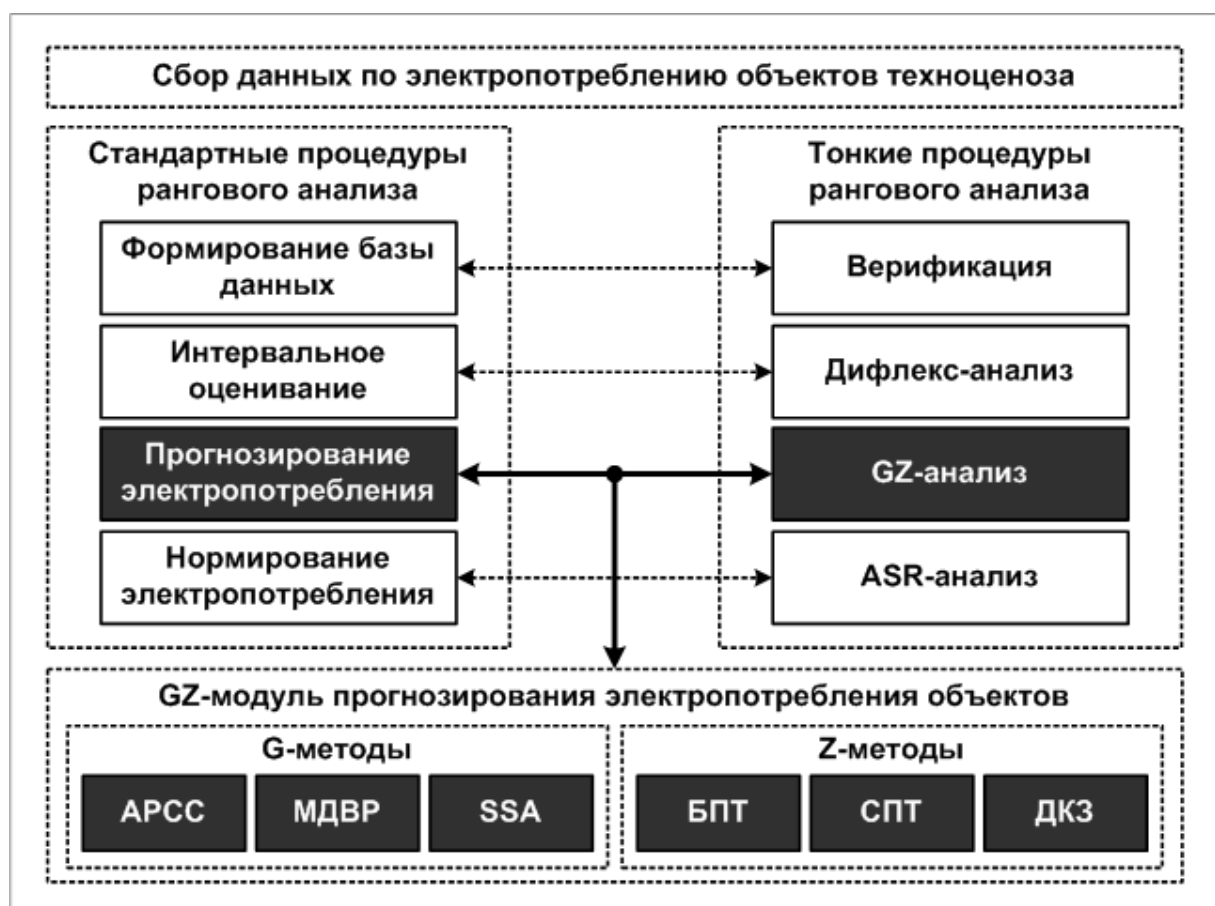 Сбор данных по электропотреблению объектов техноценоза
Стандартные процедуры
рангового анализа
Формирование базы
данных
Интервальное
оценивание
Прогнозирование
электропотребления
Нормирование
электропотребления
Тонкие процедуры
рангового анализа
Верификация
Дифлекс-анализ
GZ-анализ
ASR-анализ
GZ-модуль прогнозирования электропотребления объектов
G-методы
АРСС
МДВР
SSA
Z-методы
БПТ
СПТ
ДКЗ